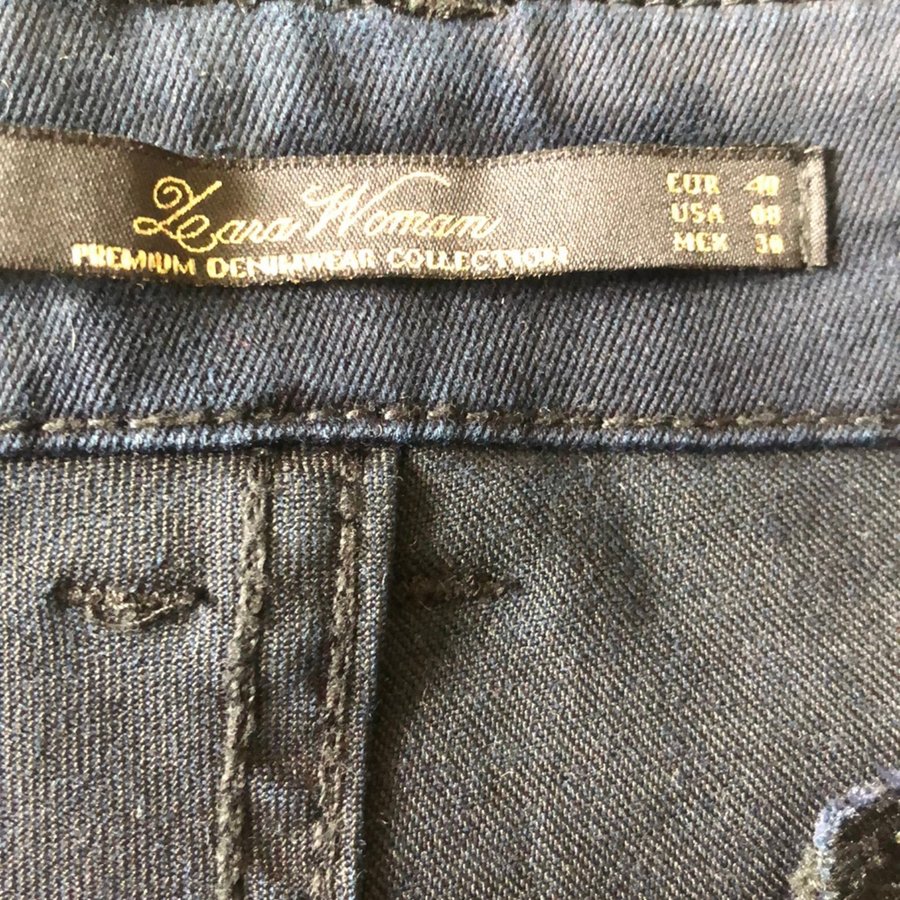 Zara Woman
PREMIUM DENIMWEAR COLLECTION
EUR 40
USA 08
MEX 30